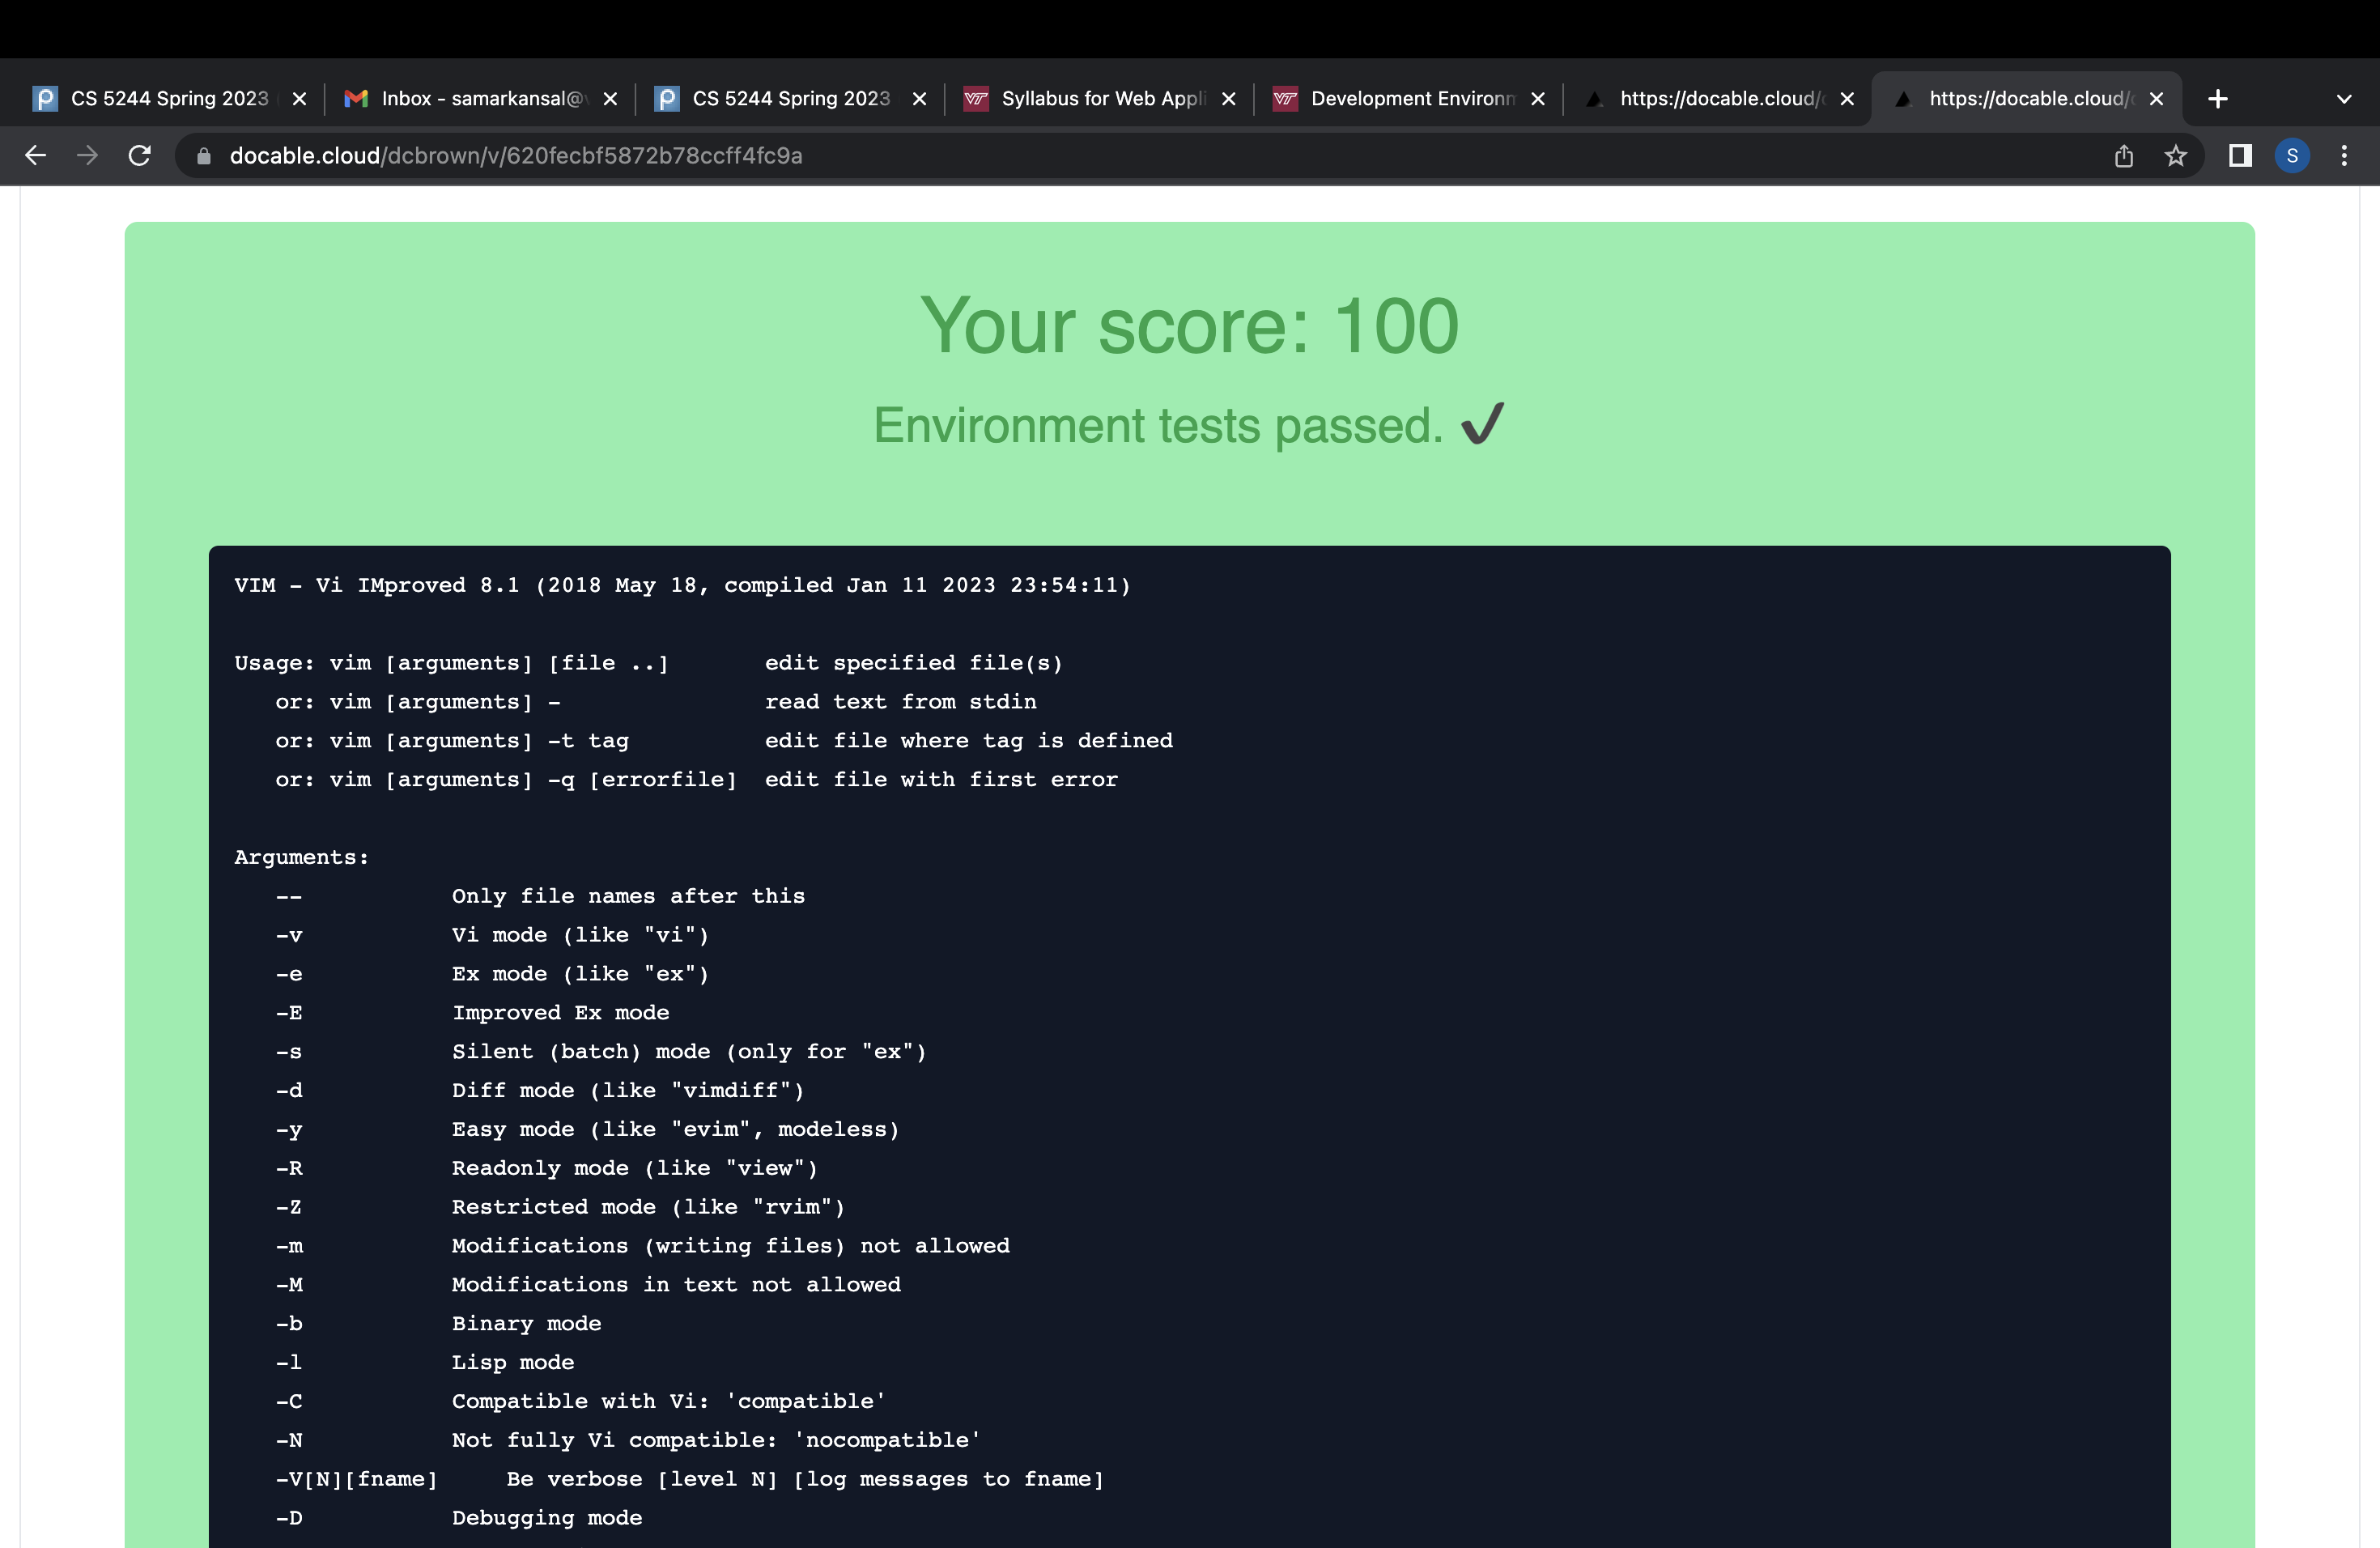 CS 5244 Spring 2023
Inbox - samarkansal@
CS 5244 Spring 2023
Syllabus for Web Appli
Development Environm
https://docable.cloud/
https://docable.cloud/
docable.cloud/dcbrown/v/620fecbf5872b78ccff4fc9a
S
Your score: 100
Environment tests passed. ✔
VIM - Vi IMproved 8.1 (2018 May 18, compiled Jan 11 2023 23:54:11)
Usage: vim [arguments] [file ..]       edit specified file(s)
   or: vim [arguments] -               read text from stdin
   or: vim [arguments] -t tag          edit file where tag is defined
   or: vim [arguments] -q [errorfile]  edit file with first error
Arguments:
   --           Only file names after this
   -v           Vi mode (like "vi")
   -e           Ex mode (like "ex")
   -E           Improved Ex mode
   -s           Silent (batch) mode (only for "ex")
   -d           Diff mode (like "vimdiff")
   -y           Easy mode (like "evim", modeless)
   -R           Readonly mode (like "view")
   -Z           Restricted mode (like "rvim")
   -m           Modifications (writing files) not allowed
   -M           Modifications in text not allowed
   -b           Binary mode
   -l           Lisp mode
   -C           Compatible with Vi: 'compatible'
   -N           Not fully Vi compatible: 'nocompatible'
   -V[N][fname]     Be verbose [level N] [log messages to fname]
   -D           Debugging mode